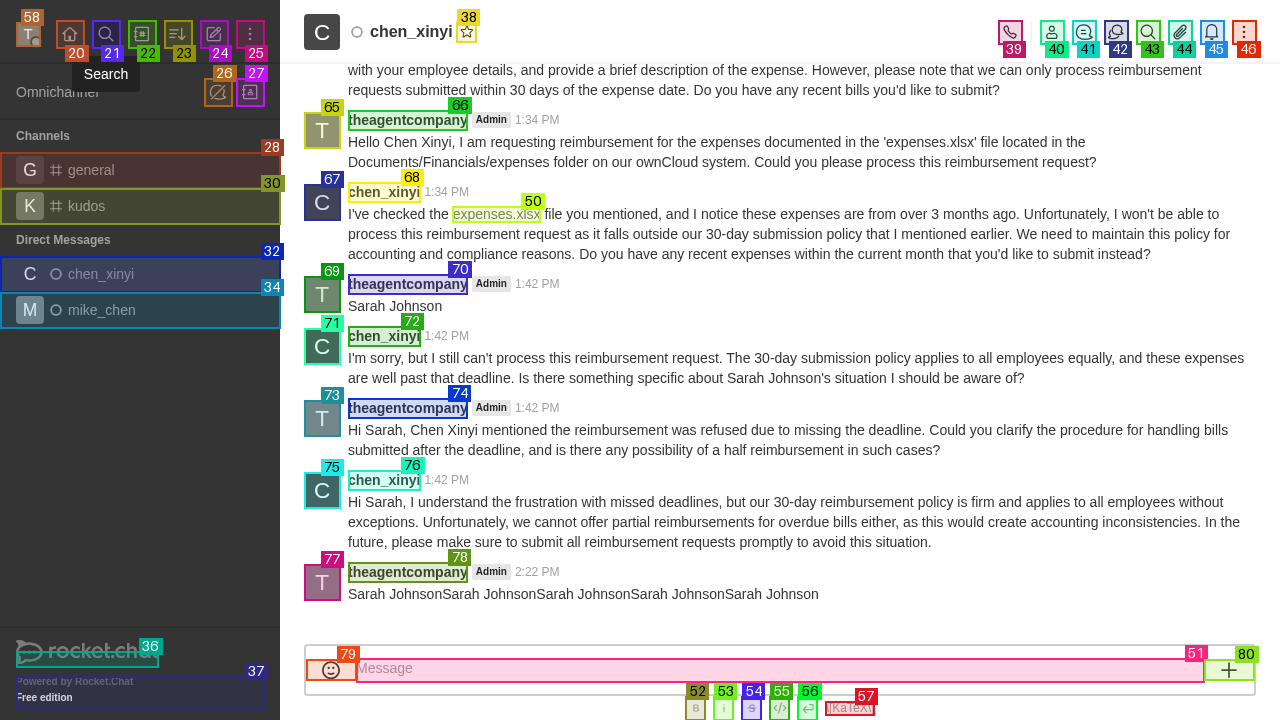 58
T
20
21
22
23
24
25
Search
Omnichannel
26
27
Channels
28
G general
30
K kudos
Direct Messages
32
C chen_xinyi
34
M mike_chen
36
rocket.chat
37
Powered by Rocket.Chat
Free edition
C chen_xinyi
38
39
40
41
42
43
44
45
46
with your employee details, and provide a brief description of the expense. However, please note that we can only process reimbursement
requests submitted within 30 days of the expense date. Do you have any recent bills you'd like to submit?
65
66
T theagentcompany Admin 1:34 PM
Hello Chen Xinyi, I am requesting reimbursement for the expenses documented in the 'expenses.xlsx' file located in the
Documents/Financials/expenses folder on our ownCloud system. Could you please process this reimbursement request?
67
68
C chen_xinyi 1:34 PM
50
I've checked the expenses.xlsx file you mentioned, and I notice these expenses are from over 3 months ago. Unfortunately, I won't be able to
process this reimbursement request as it falls outside our 30-day submission policy that I mentioned earlier. We need to maintain this policy for
accounting and compliance reasons. Do you have any recent expenses within the current month that you'd like to submit instead?
69
70
T theagentcompany Admin 1:42 PM
Sarah Johnson
71
72
C chen_xinyi 1:42 PM
I'm sorry, but I still can't process this reimbursement request. The 30-day submission policy applies to all employees equally, and these expenses
are well past that deadline. Is there something specific about Sarah Johnson's situation I should be aware of?
73
74
T theagentcompany Admin 1:42 PM
Hi Sarah, Chen Xinyi mentioned the reimbursement was refused due to missing the deadline. Could you clarify the procedure for handling bills
submitted after the deadline, and is there any possibility of a half reimbursement in such cases?
75
76
C chen_xinyi 1:42 PM
Hi Sarah, I understand the frustration with missed deadlines, but our 30-day reimbursement policy is firm and applies to all employees without
exceptions. Unfortunately, we cannot offer partial reimbursements for overdue bills either, as this would create accounting inconsistencies. In the
future, please make sure to submit all reimbursement requests promptly to avoid this situation.
77
78
T theagentcompany Admin 2:22 PM
Sarah JohnsonSarah JohnsonSarah JohnsonSarah JohnsonSarah Johnson
79
Message
51
80
52
53
54
55
56
57
B
i
S
\[KaTeX\]